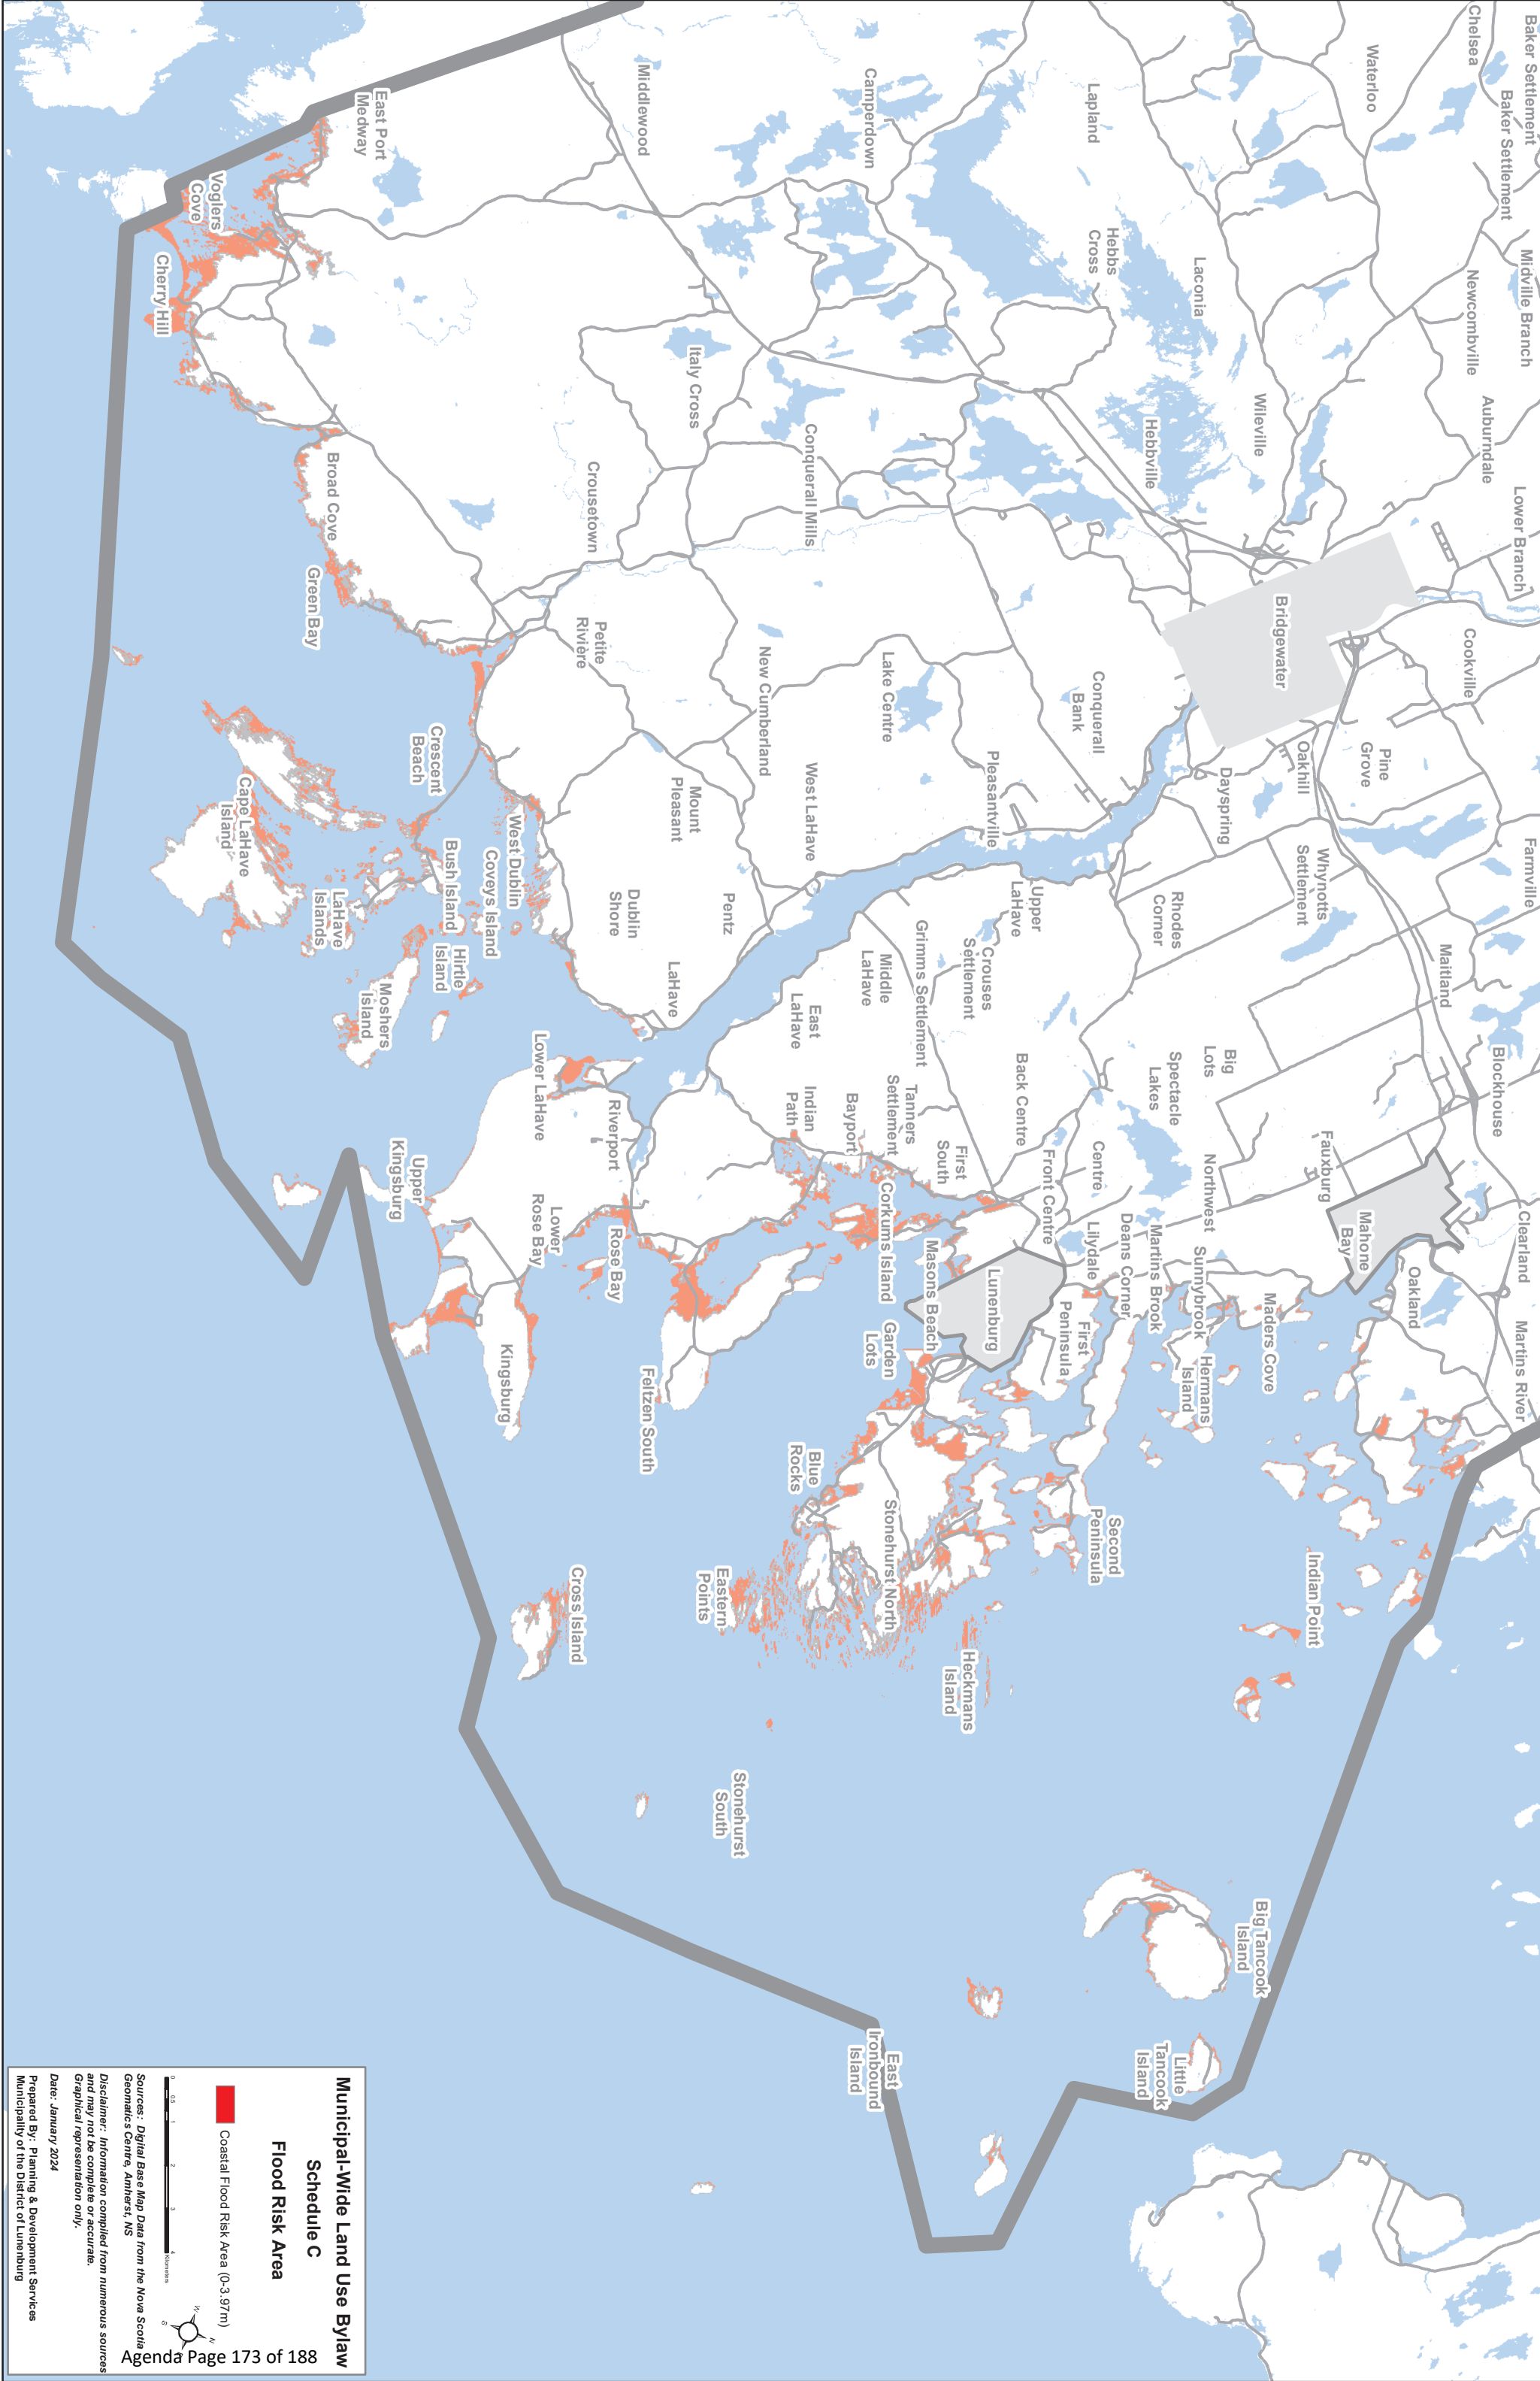 Baker Settlement
Chelsea
Baker Settlement
Waterloo
Midville Branch
Newcombville
Auburndale
Lower Branch
Lapland
Laconia
Hebbs
Cross
Wileville
Hebbville
Camperdown
Middlewood
East Port
Medway
Voglers
Cove
Cherry Hill
Italy Cross
Conquerall Mills
Crousetown
Broad Cove
Green Bay
Petite
Rivière
New Cumberland
Lake Centre
Conquerall
Bank
Bridgewater
Cookville
Pine
Grove
Oakhill
Dayspring
Farmville
Whynotts
Settlement
Rhodes
Corner
Maitland
Blockhouse
Pleasantville
West LaHave
Mount
Pleasant
Crescent
Beach
Cape LaHave
Island
West Dublin
Coveys Island
Bush Island
LaHave
Islands
Hirtle
Island
Moshers
Island
Dublin
Shore
Pentz
LaHave
Upper
LaHave
Crouses
Settlement
Grimms Settlement
Middle
LaHave
East
LaHave
Big
Lots
Spectacle
Lakes
Back Centre
Tanners
Settlement
Bayport
Indian
Path
Lower LaHave
Riverport
Upper
Kingsburg
Lower
Rose Bay
Rose Bay
First
South
Front Centre
Centre
Northwest
Fauxburg
Mahone
Bay
Clearland
Oakland
Martins River
Corkums Island
Masons Beach
Lunenburg
Lilydale
Deans Corner
Martins Brook
Sunnybrook
Maders Cove
Hermans
Island
First
Peninsula
Garden
Lots
Kingsburg
Feltzen South
Blue
Rocks
Stonehurst North
Second
Peninsula
Indian Point
Eastern
Points
Cross Island
Heckmans
Island
Stonehurst
South
Big Tancook
Island
Little
Tancook
Island
East
Ironbound
Island
Municipal-Wide Land Use Bylaw
Schedule C
Flood Risk Area
Coastal Flood Risk Area (0-3.97m)
0 0.5 1 2 3 4
Kilometers
N
W
S
Sources: Digital Base Map Data from the Nova Scotia
Geomatics Centre, Amherst, NS
Disclaimer: Information compiled from numerous sources
and may not be complete or accurate.
Graphical representation only.
Date: January 2024
Prepared By: Planning & Development Services
Municipality of the District of Lunenburg
Agenda Page 173 of 188